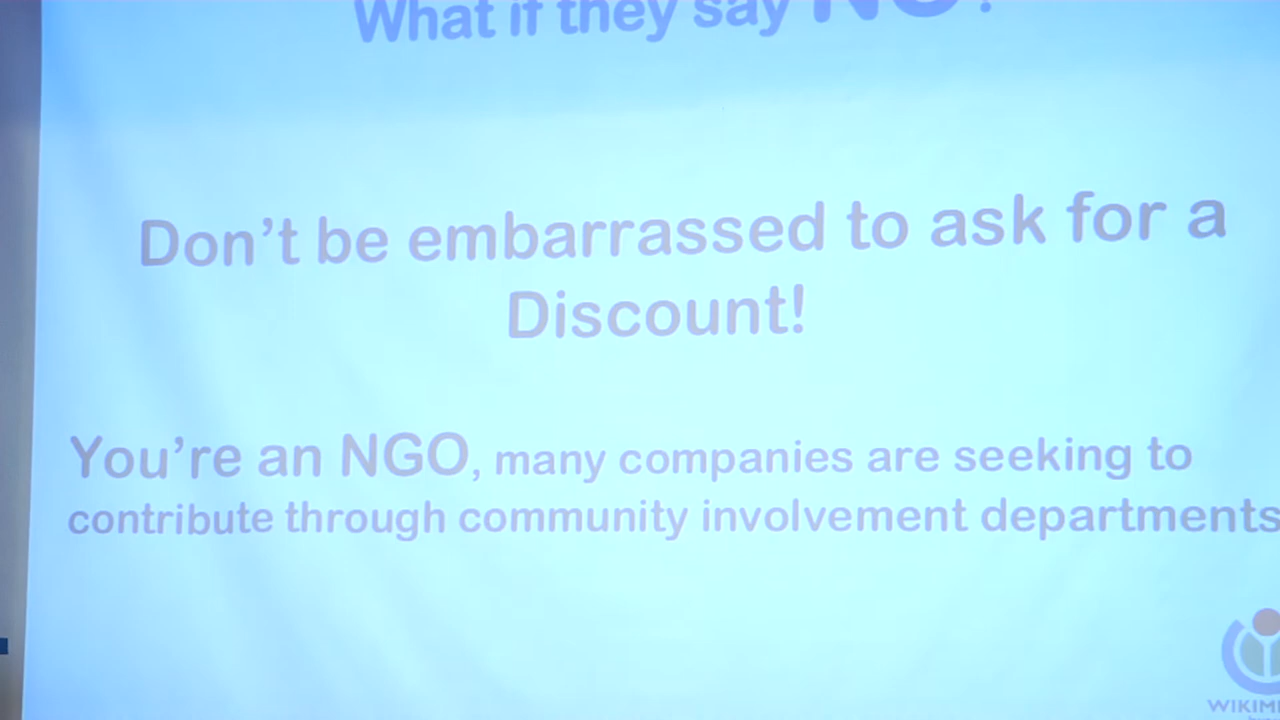 What if they say NO?
Don’t be embarrassed to ask for a
Discount!
You’re an NGO, many companies are seeking to
contribute through community involvement departments